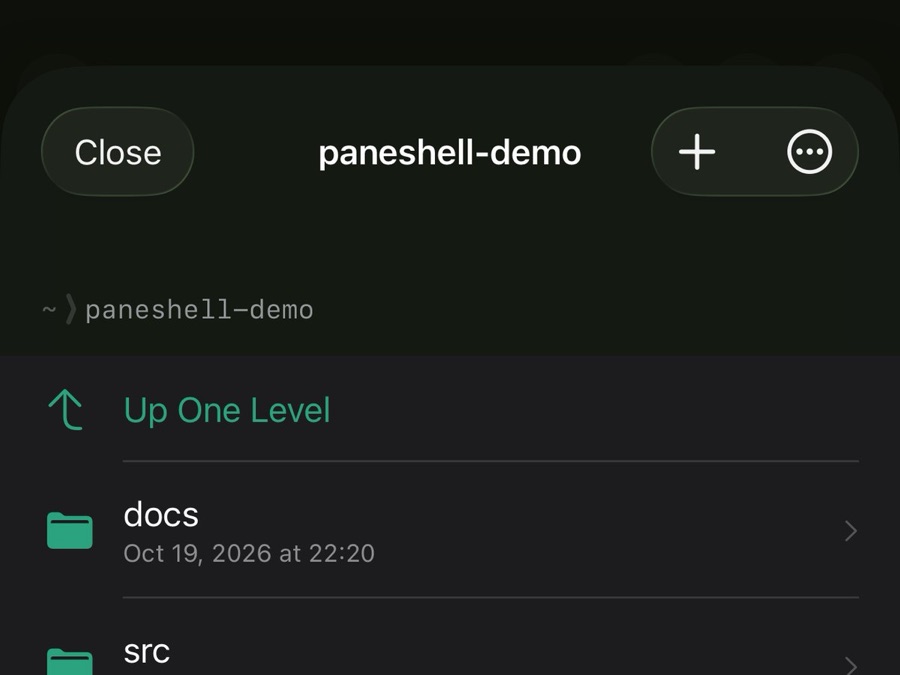 Close
paneshell-demo
~ ⟩ paneshell-demo
Up One Level
docs
Oct 19, 2026 at 22:20
src